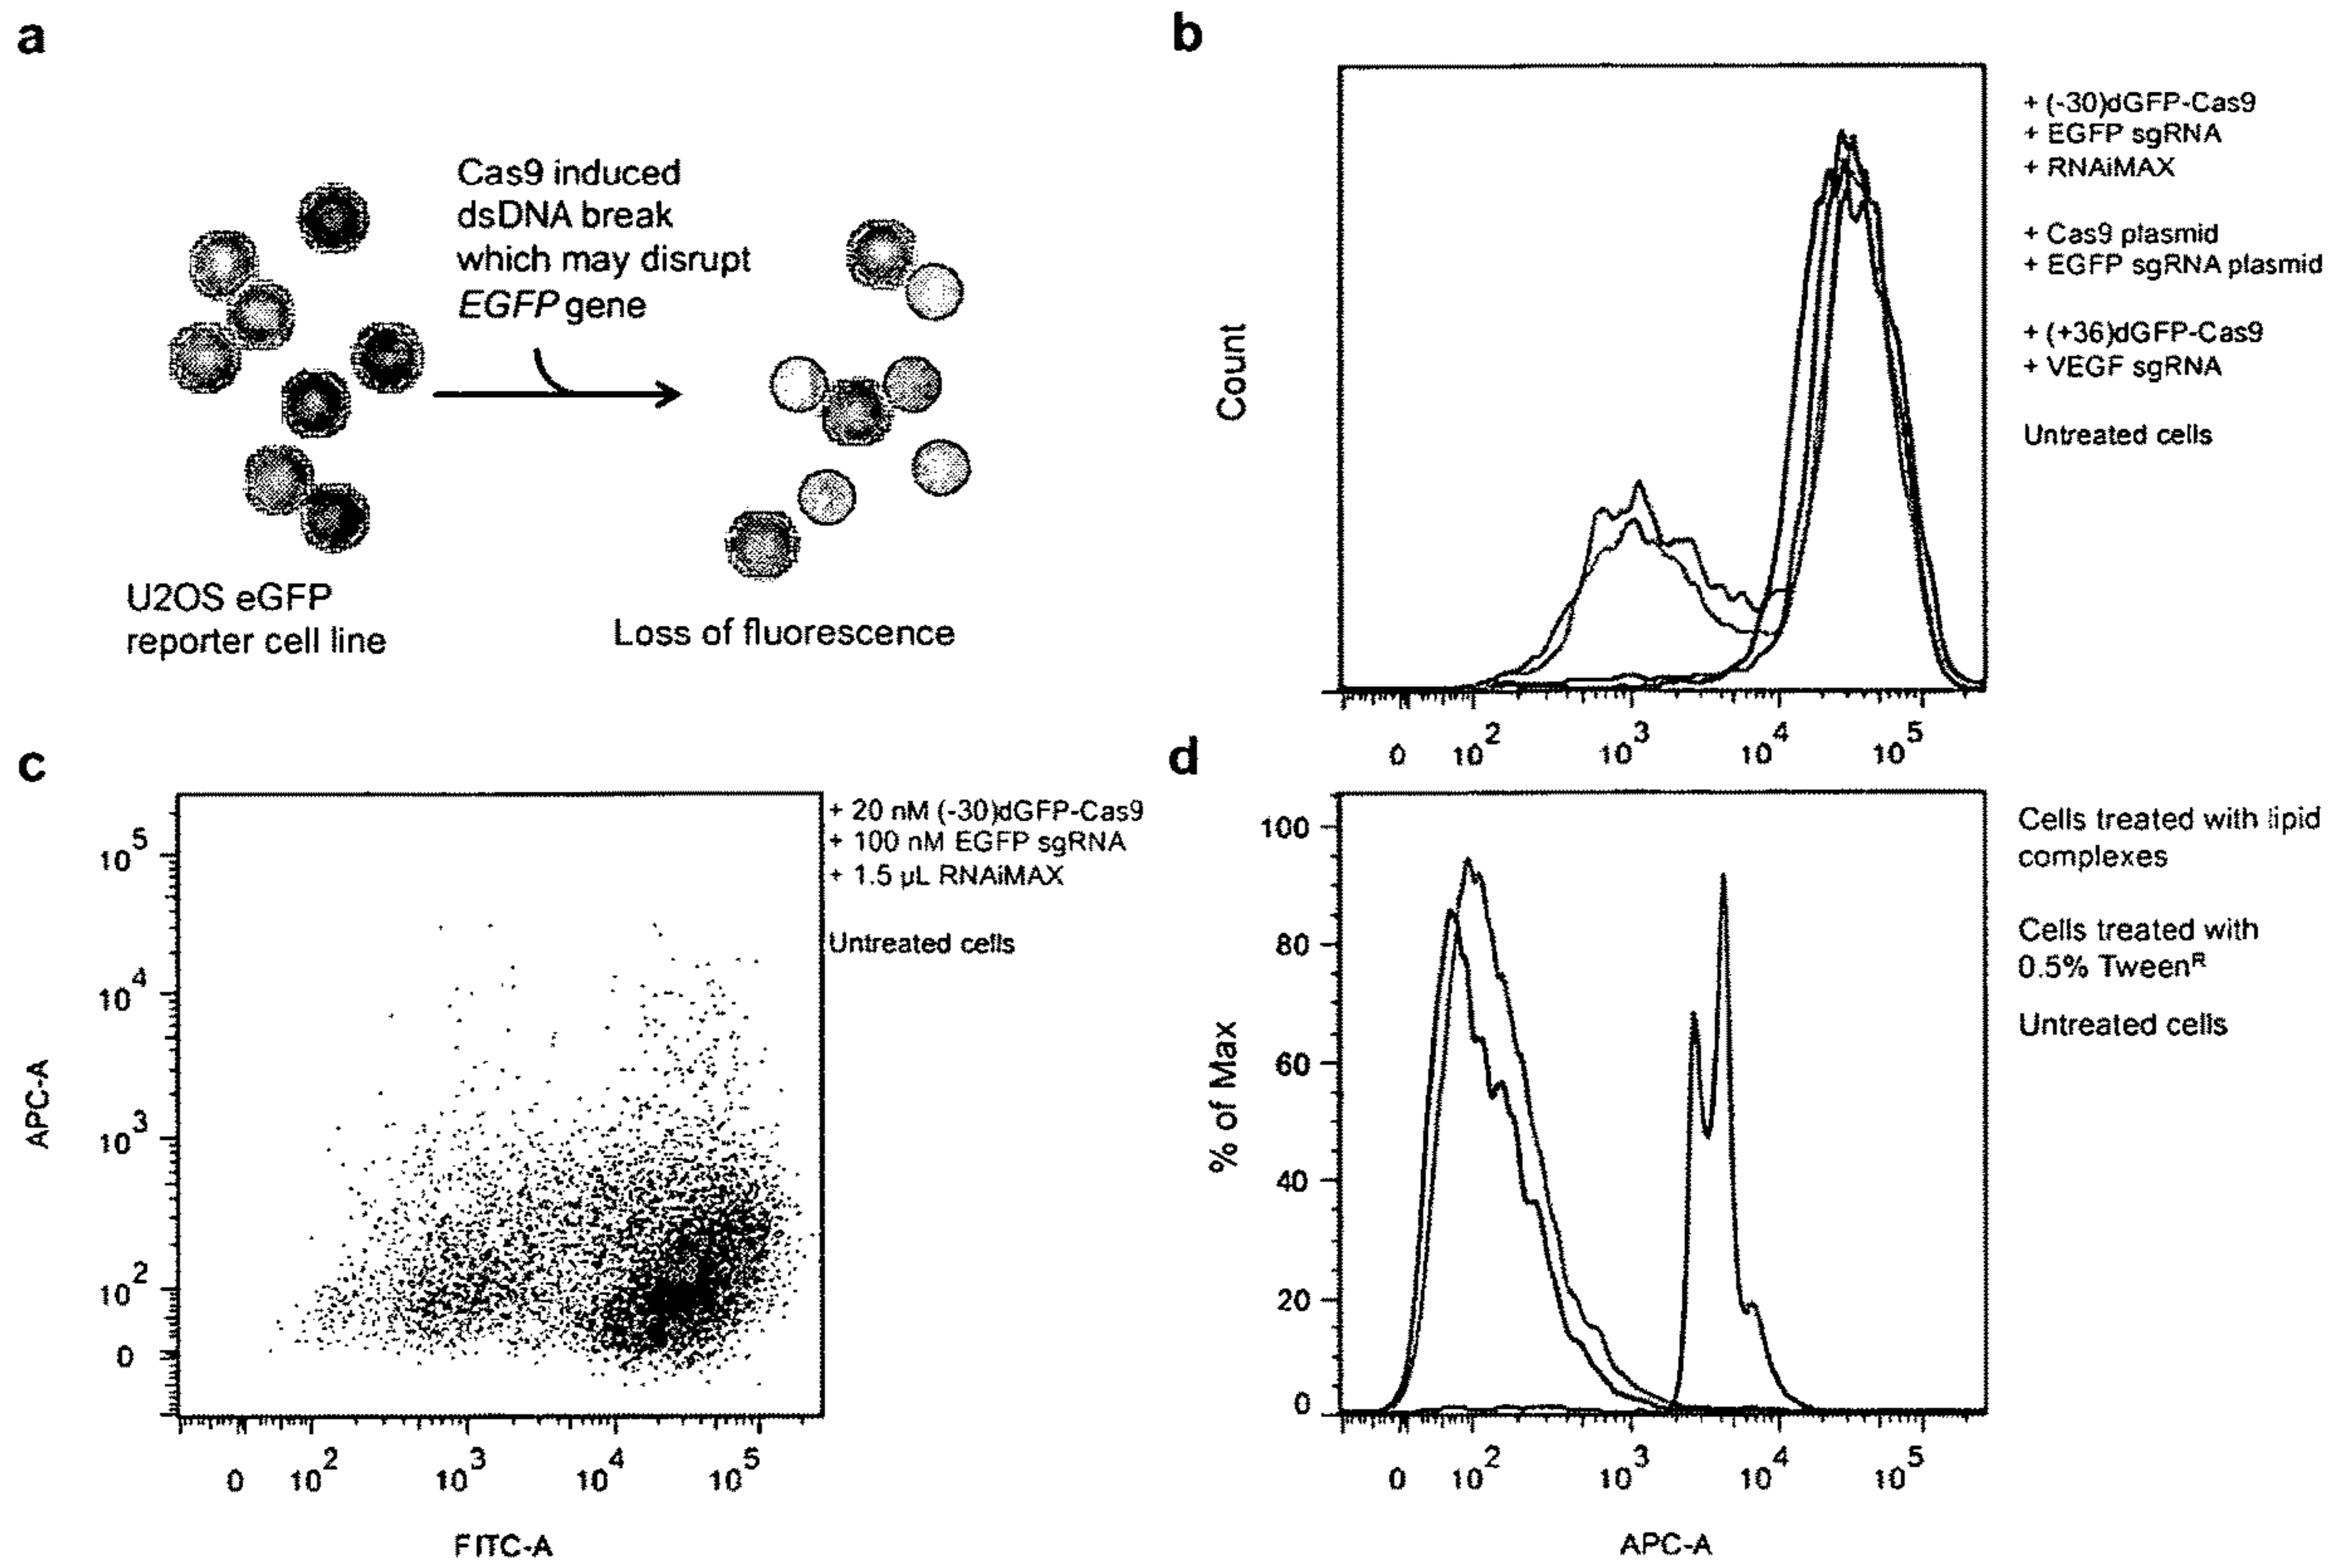 a
Cas9 induced
dsDNA break
which may disrupt
EGFP gene
U2OS eGFP
reporter cell line
Loss of fluorescence
b
Count
+ (-30)dGFP-Cas9
+ EGFP sgRNA
+ RNAiMAX
+ Cas9 plasmid
+ EGFP sgRNA plasmid
+ (+36)dGFP-Cas9
+ VEGF sgRNA
Untreated cells
0 10^2 10^3 10^4 10^5
c
APC-A
10^5
10^4
10^3
10^2
0
0 10^2 10^3 10^4 10^5
FITC-A
+ 20 nM (-30)dGFP-Cas9
+ 100 nM EGFP sgRNA
+ 1.5 µL RNAiMAX
Untreated cells
d
% of Max
100
80
60
40
20
0
0 10^2 10^3 10^4 10^5
APC-A
Cells treated with lipid
complexes
Cells treated with
0.5% Tween^R
Untreated cells